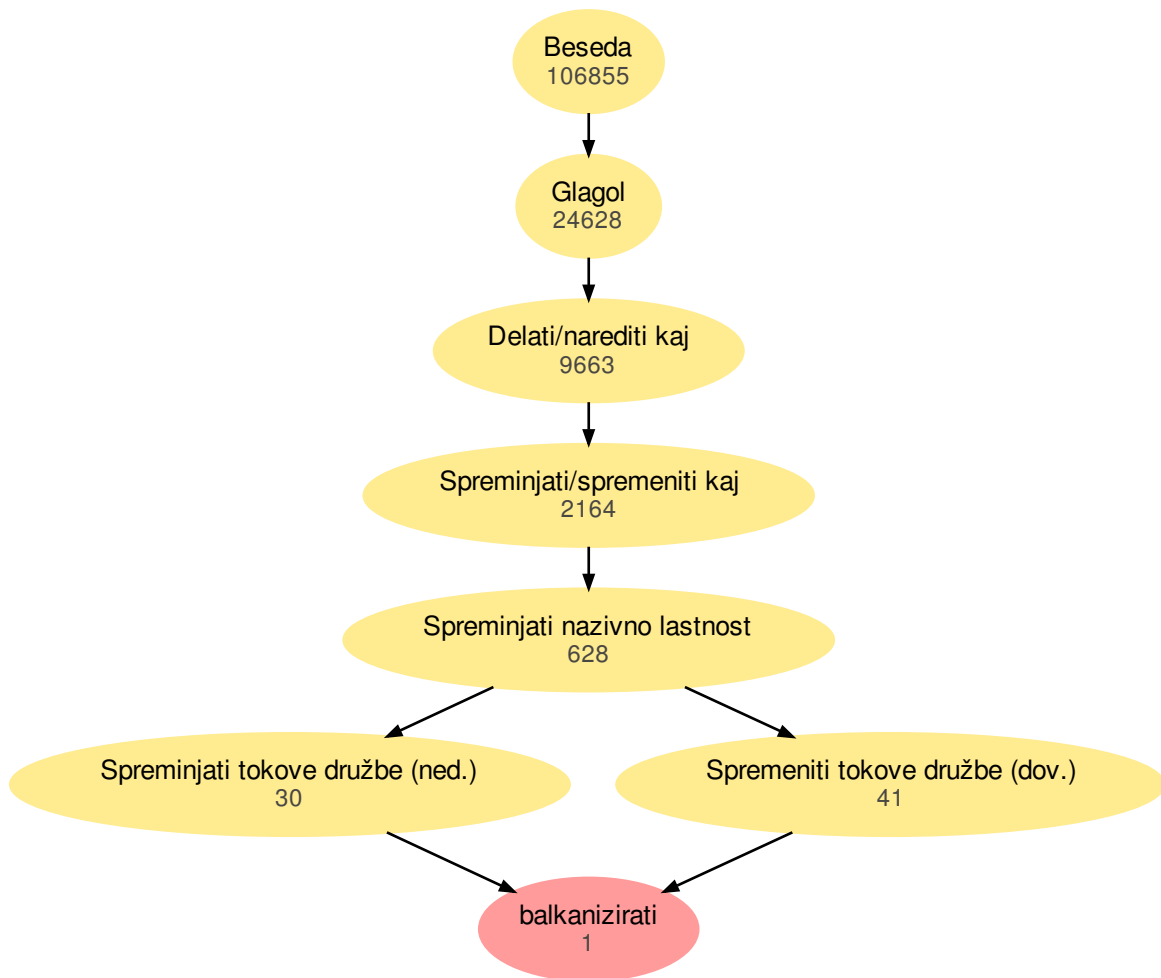 Beseda
106855
Glagol
24628
Delati/narediti kaj
9663
Spreminjati/spremeniti kaj
2164
Spreminjati nazivno lastnost
628
Spreminjati tokove družbe (ned.)
30
Spremeniti tokove družbe (dov.)
41
balkanizirati
1